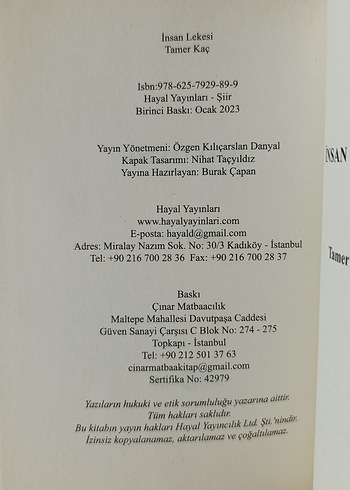 İnsan Lekesi
Tamer Kaç
Isbn:978-625-7929-89-9
Hayal Yayınları - Şiir
Birinci Baskı: Ocak 2023
Yayın Yönetmeni: Özgen Kılıçarslan Danyal
Kapak Tasarımı: Nihat Taçyıldız
Yayına Hazırlayan: Burak Çapan
Hayal Yayınları
www.hayalyayinlari.com
E-posta: hayald@gmail.com
Adres: Miralay Nazım Sok. No: 30/3 Kadıköy - İstanbul
Tel: +90 216 700 28 36  Fax: +90 216 700 28 37
Baskı
Çınar Matbaacılık
Maltepe Mahallesi Davutpaşa Caddesi
Güven Sanayi Çarşısı C Blok No: 274 - 275
Topkapı - İstanbul
Tel: +90 212 501 37 63
cinarmatbaakitap@gmail.com
Sertifika No: 42979
Yazıların hukuki ve etik sorumluluğu yazarına aittir.
Tüm hakları saklıdır.
Bu kitabın yayın hakları Hayal Yayıncılık Ltd. Şti.'nindir.
İzinsiz kopyalanamaz, aktarılamaz ve çoğaltılamaz.
İNSAN
Tamer